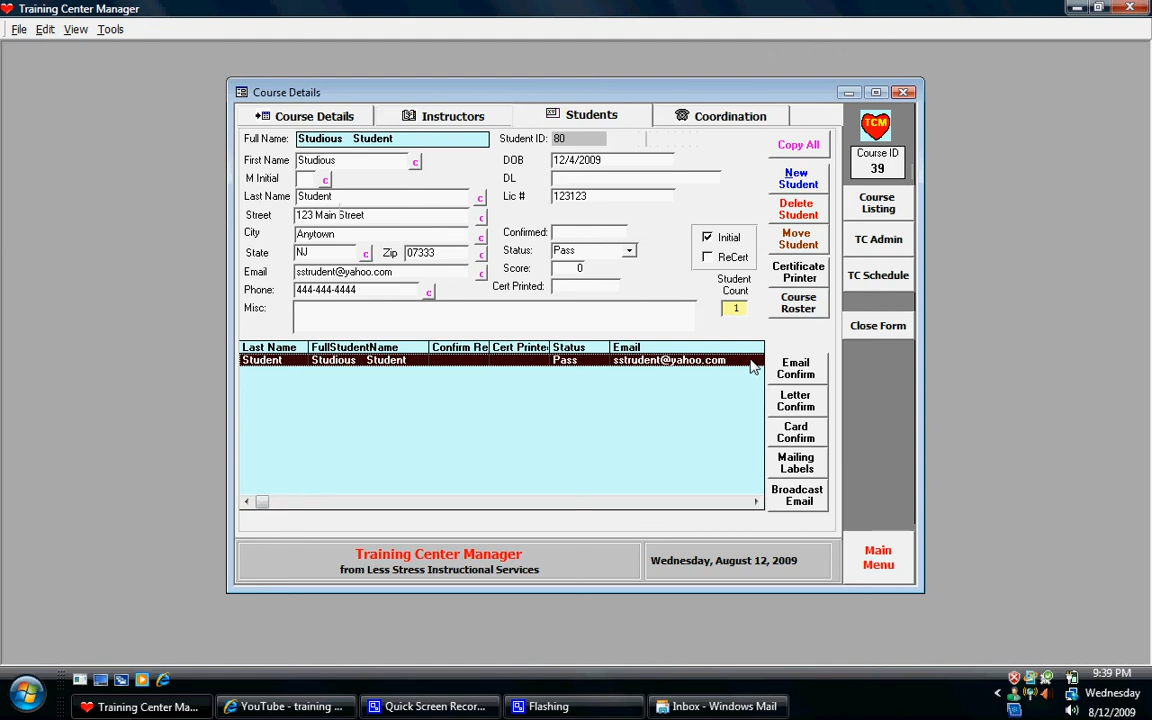 Training Center Manager
File Edit View Tools
Course Details
Course Details Instructors Students Coordination
TCM
Course ID
39
Course Listing
TC Admin
TC Schedule
Close Form
Main Menu
Full Name: Studious Student Student ID: 80
First Name Studious c DOB 12/4/2009
M Initial c DL
Last Name Student c Lic # 123123
Street 123 Main Street c
City Anytown c Confirmed:
State NJ c Zip 07333 c Status: Pass
Email sstrudent@yahoo.com c Score: 0
Phone: 444-444-4444 c Cert Printed:
Misc:
Initial
ReCert
Student
Count
1
Copy All
New
Student
Delete
Student
Move
Student
Certificate
Printer
Course
Roster
Last Name FullStudentName Confirm Re Cert Printe Status Email
Student Studious Student Pass sstrudent@yahoo.com
Email
Confirm
Letter
Confirm
Card
Confirm
Mailing
Labels
Broadcast
Email
Training Center Manager
from Less Stress Instructional Services
Wednesday, August 12, 2009
Training Center Ma... YouTube - training ... Quick Screen Recor... Flashing Inbox - Windows Mail
9:39 PM
Wednesday
8/12/2009